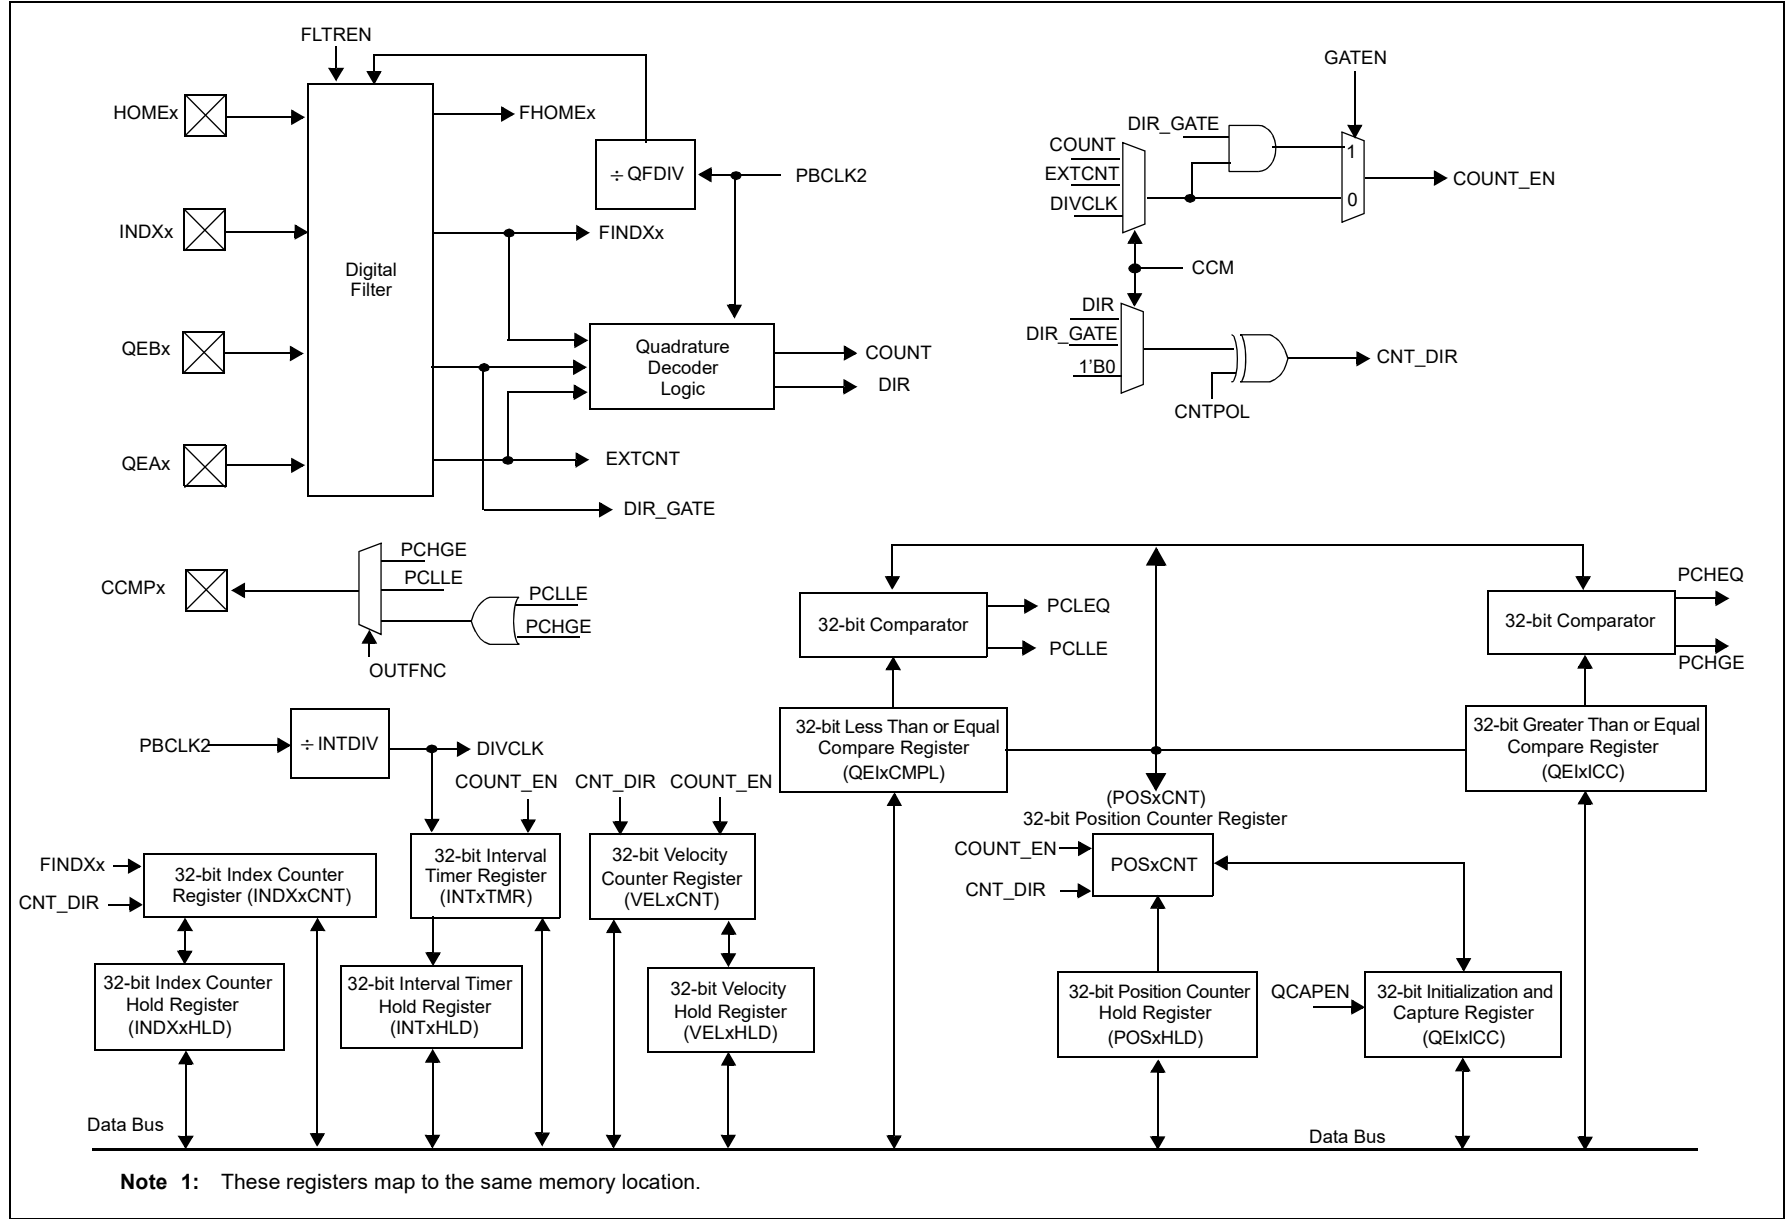 FLTREN
HOMEx
FHOMEx
÷ QFDIV
PBCLK2
INDXx
FINDXx
Digital
Filter
QEBx
Quadrature
Decoder
Logic
COUNT
DIR
QEAx
EXTCNT
DIR_GATE
GATEN
DIR_GATE
COUNT
EXTCNT
DIVCLK
1
0
COUNT_EN
CCM
DIR
DIR_GATE
1'B0
CNT_DIR
CNTPOL
CCMPx
PCHGE
PCLLE
PCLLE
PCHGE
OUTFNC
32-bit Comparator
PCLEQ
PCLLE
32-bit Comparator
PCHEQ
PCHGE
32-bit Less Than or Equal
Compare Register
(QEIxCMPL)
32-bit Greater Than or Equal
Compare Register
(QEIxICC)
PBCLK2
÷ INTDIV
DIVCLK
COUNT_EN
CNT_DIR
COUNT_EN
(POSxCNT)
32-bit Position Counter Register
COUNT_EN
POSxCNT
CNT_DIR
FINDXx
CNT_DIR
32-bit Index Counter
Register (INDXxCNT)
32-bit Interval
Timer Register
(INTxTMR)
32-bit Velocity
Counter Register
(VELxCNT)
32-bit Index Counter
Hold Register
(INDXxHLD)
32-bit Interval Timer
Hold Register
(INTxHLD)
32-bit Velocity
Hold Register
(VELxHLD)
32-bit Position Counter
Hold Register
(POSxHLD)
QCAPEN
32-bit Initialization and
Capture Register
(QEIxICC)
Data Bus
Data Bus
Note 1: These registers map to the same memory location.